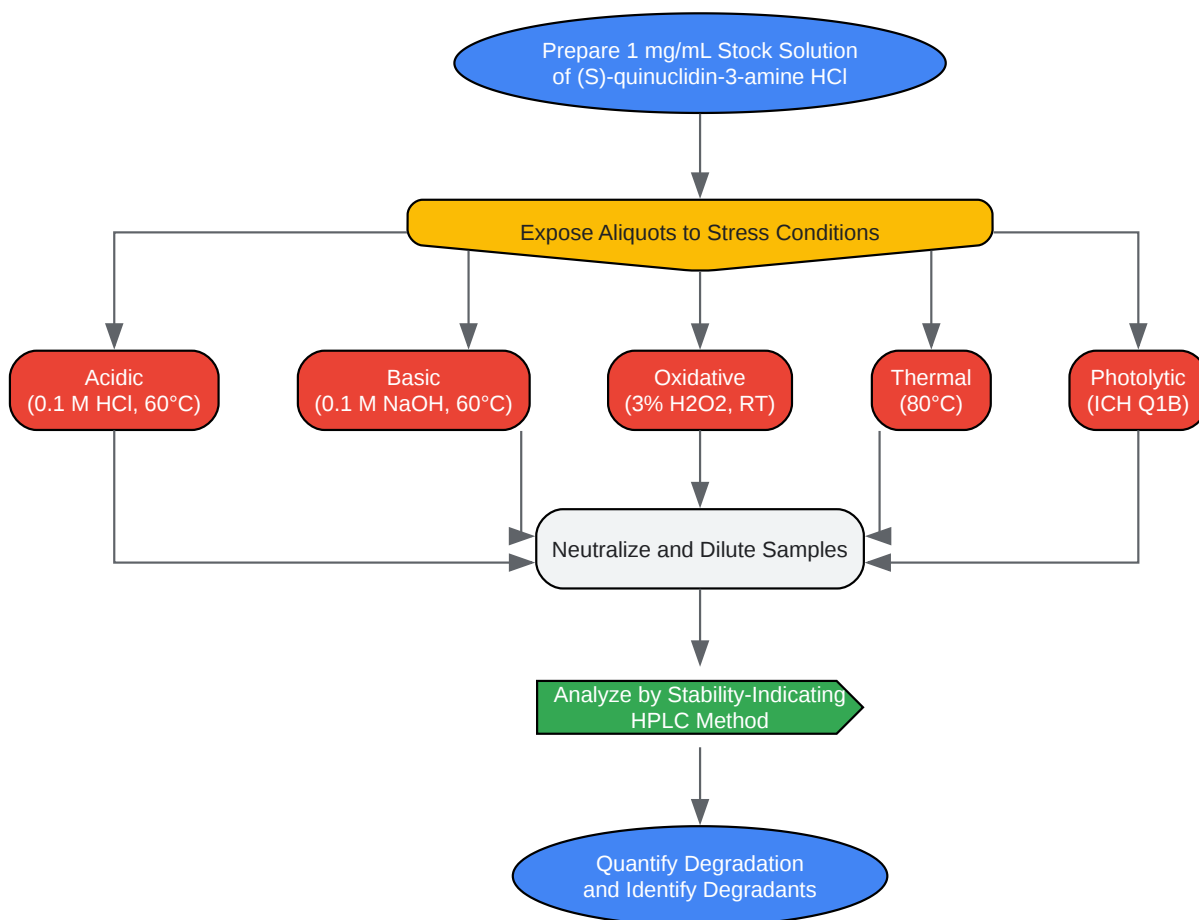 Prepare 1 mg/mL Stock Solution
of (S)-quinuclidin-3-amine HCl
Expose Aliquots to Stress Conditions
Acidic
(0.1 M HCl, 60°C)
Basic
(0.1 M NaOH, 60°C)
Oxidative
(3% H2O2, RT)
Thermal
(80°C)
Photolytic
(ICH Q1B)
Neutralize and Dilute Samples
Analyze by Stability-Indicating
HPLC Method
Quantify Degradation
and Identify Degradants